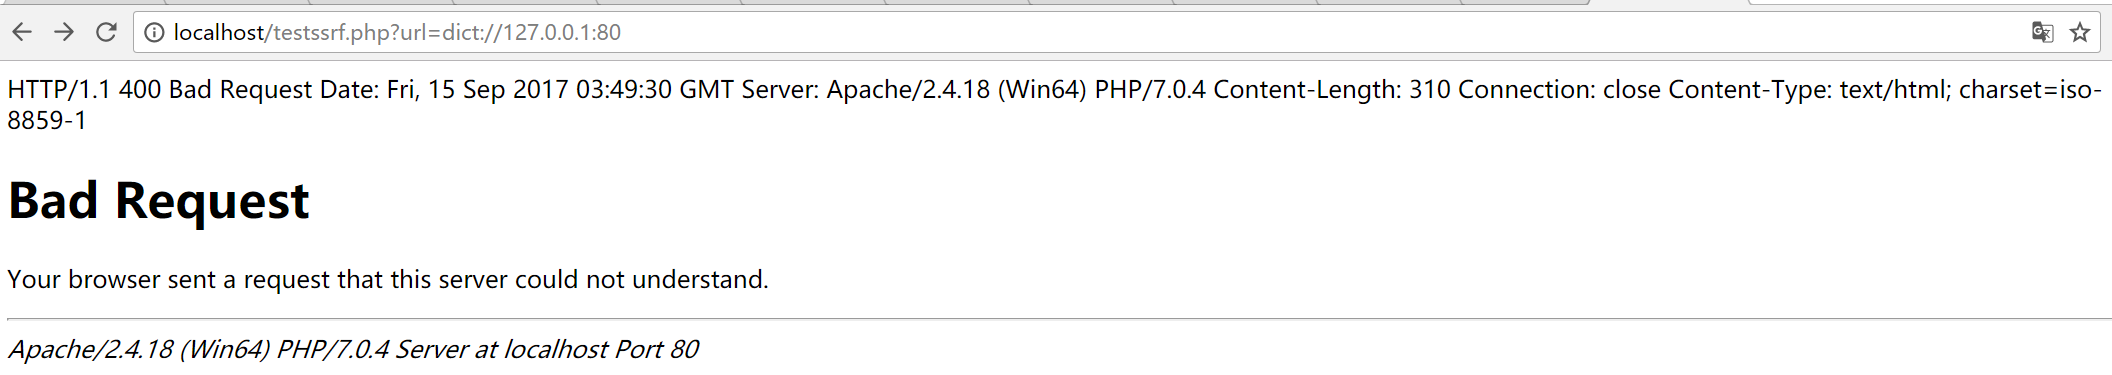 localhost/testssrf.php?url=dict://127.0.0.1:80
HTTP/1.1 400 Bad Request Date: Fri, 15 Sep 2017 03:49:30 GMT Server: Apache/2.4.18 (Win64) PHP/7.0.4 Content-Length: 310 Connection: close Content-Type: text/html; charset=iso-
8859-1
Bad Request
Your browser sent a request that this server could not understand.
Apache/2.4.18 (Win64) PHP/7.0.4 Server at localhost Port 80